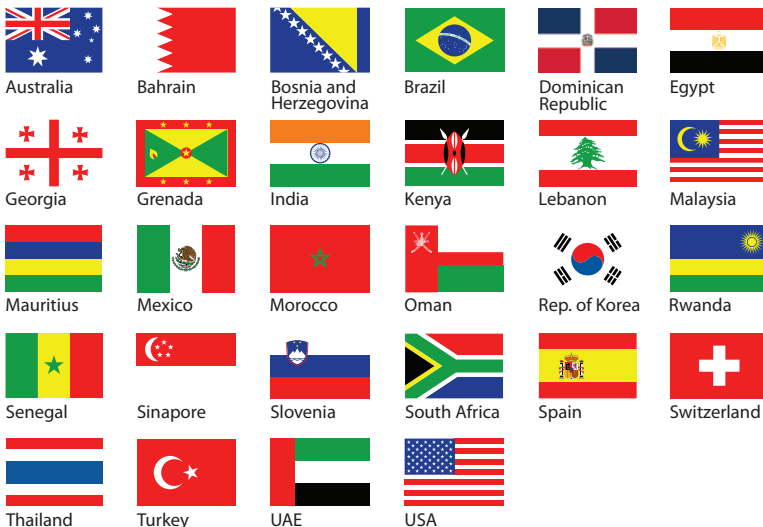 Australia
Bahrain
Bosnia and
Herzegovina
Brazil
Dominican
Republic
Egypt
Georgia
Grenada
India
Kenya
Lebanon
Malaysia
Mauritius
Mexico
Morocco
Oman
Rep. of Korea
Rwanda
Senegal
Sinapore
Slovenia
South Africa
Spain
Switzerland
Thailand
Turkey
UAE
USA